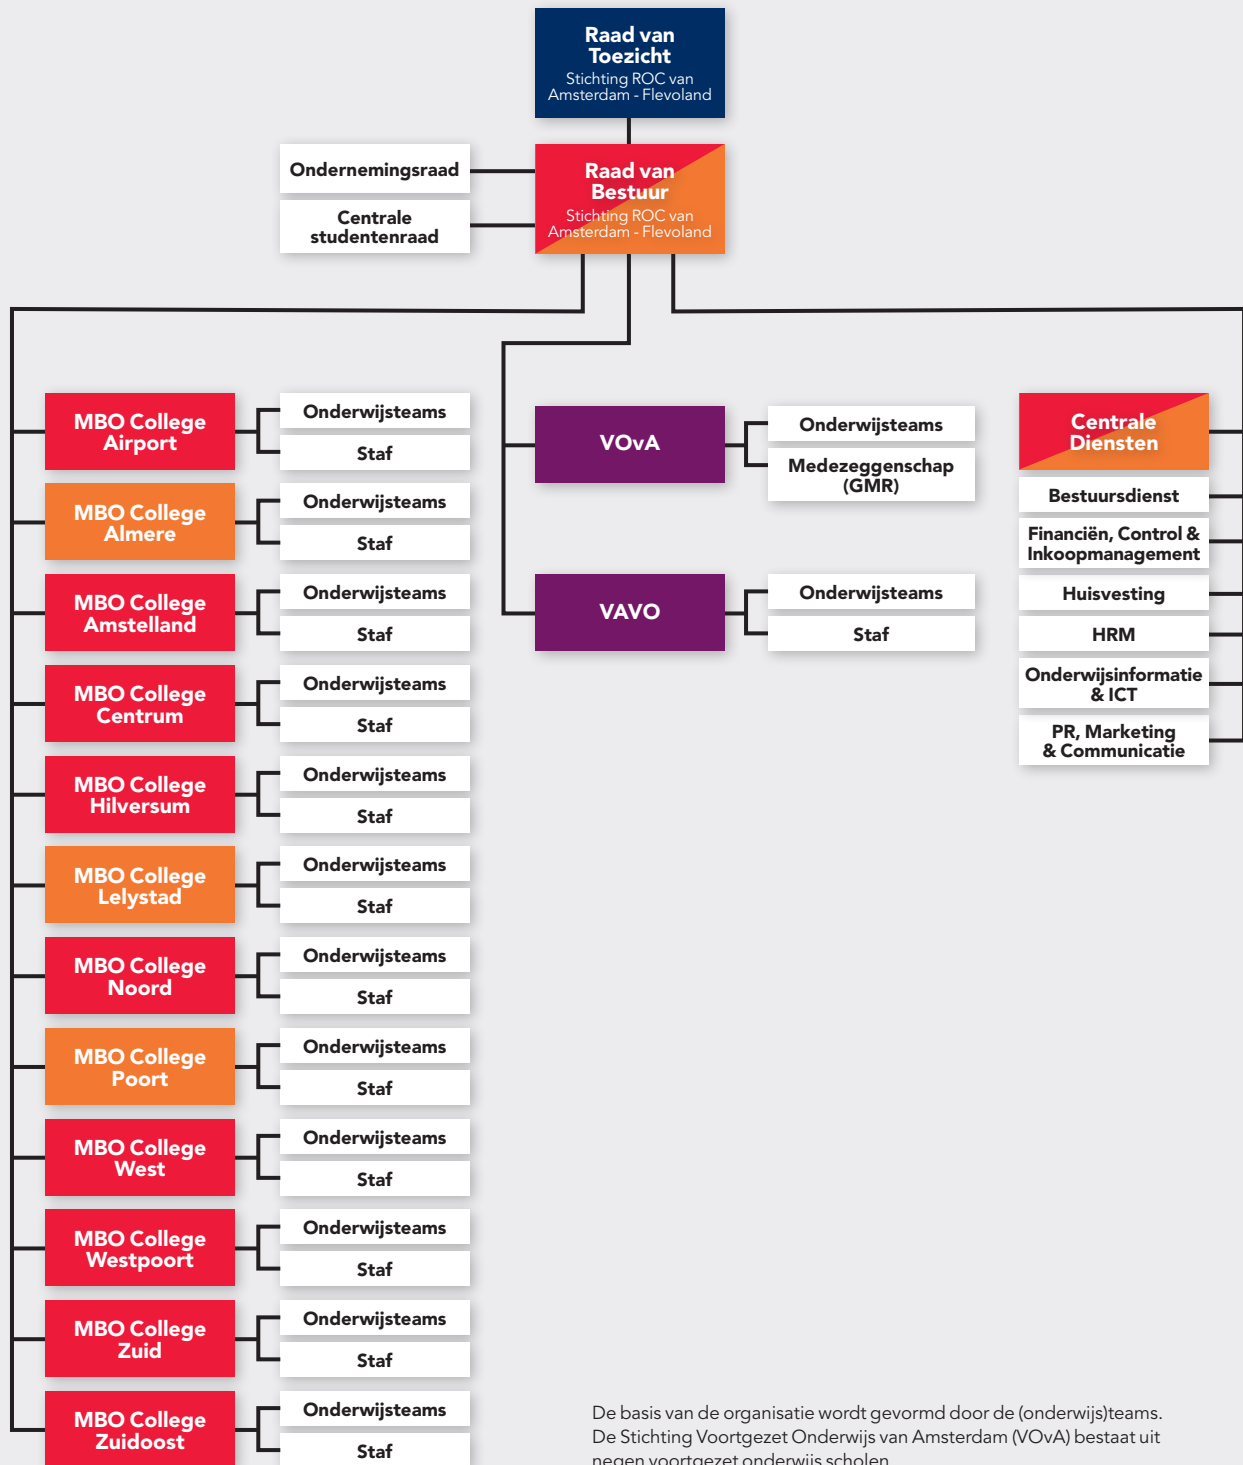 Raad van
Toezicht
Stichting ROC van
Amsterdam - Flevoland
Ondernemingsraad
Centrale
studentenraad
Raad van
Bestuur
Stichting ROC van
Amsterdam - Flevoland
MBO College
Airport
Onderwijsteams
Staf
MBO College
Almere
Onderwijsteams
Staf
MBO College
Amstelland
Onderwijsteams
Staf
MBO College
Centrum
Onderwijsteams
Staf
MBO College
Hilversum
Onderwijsteams
Staf
MBO College
Lelystad
Onderwijsteams
Staf
MBO College
Noord
Onderwijsteams
Staf
MBO College
Poort
Onderwijsteams
Staf
MBO College
West
Onderwijsteams
Staf
MBO College
Westpoort
Onderwijsteams
Staf
MBO College
Zuid
Onderwijsteams
Staf
MBO College
Zuidoost
Onderwijsteams
Staf
VOvA
Onderwijsteams
Medezeggenschap
(GMR)
VAVO
Onderwijsteams
Staf
Centrale
Diensten
Bestuursdienst
Financiën, Control &
Inkoopmanagement
Huisvesting
HRM
Onderwijsinformatie
& ICT
PR, Marketing
& Communicatie
De basis van de organisatie wordt gevormd door de (onderwijs)teams.
De Stichting Voortgezet Onderwijs van Amsterdam (VOvA) bestaat uit
negen voortgezet onderwijs scholen